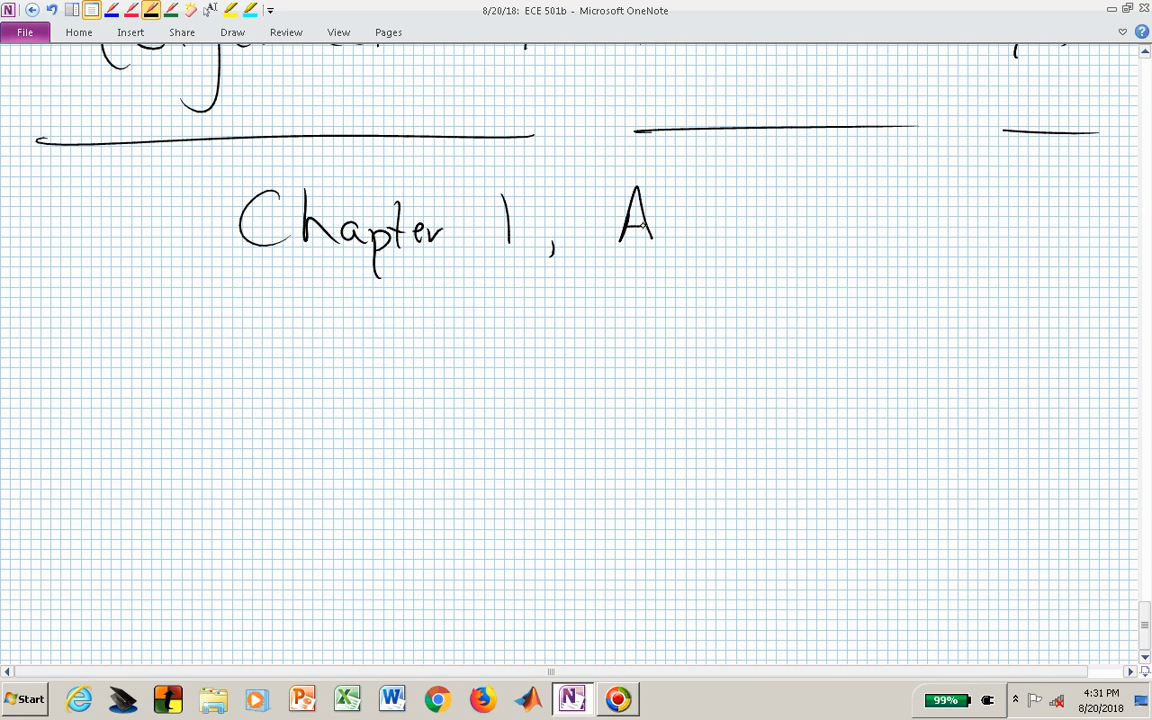 8/20/18: ECE 501b - Microsoft OneNote
File Home Insert Share Draw Review View Pages
Chapter 1, A
Start
99%
4:31 PM
8/20/2018